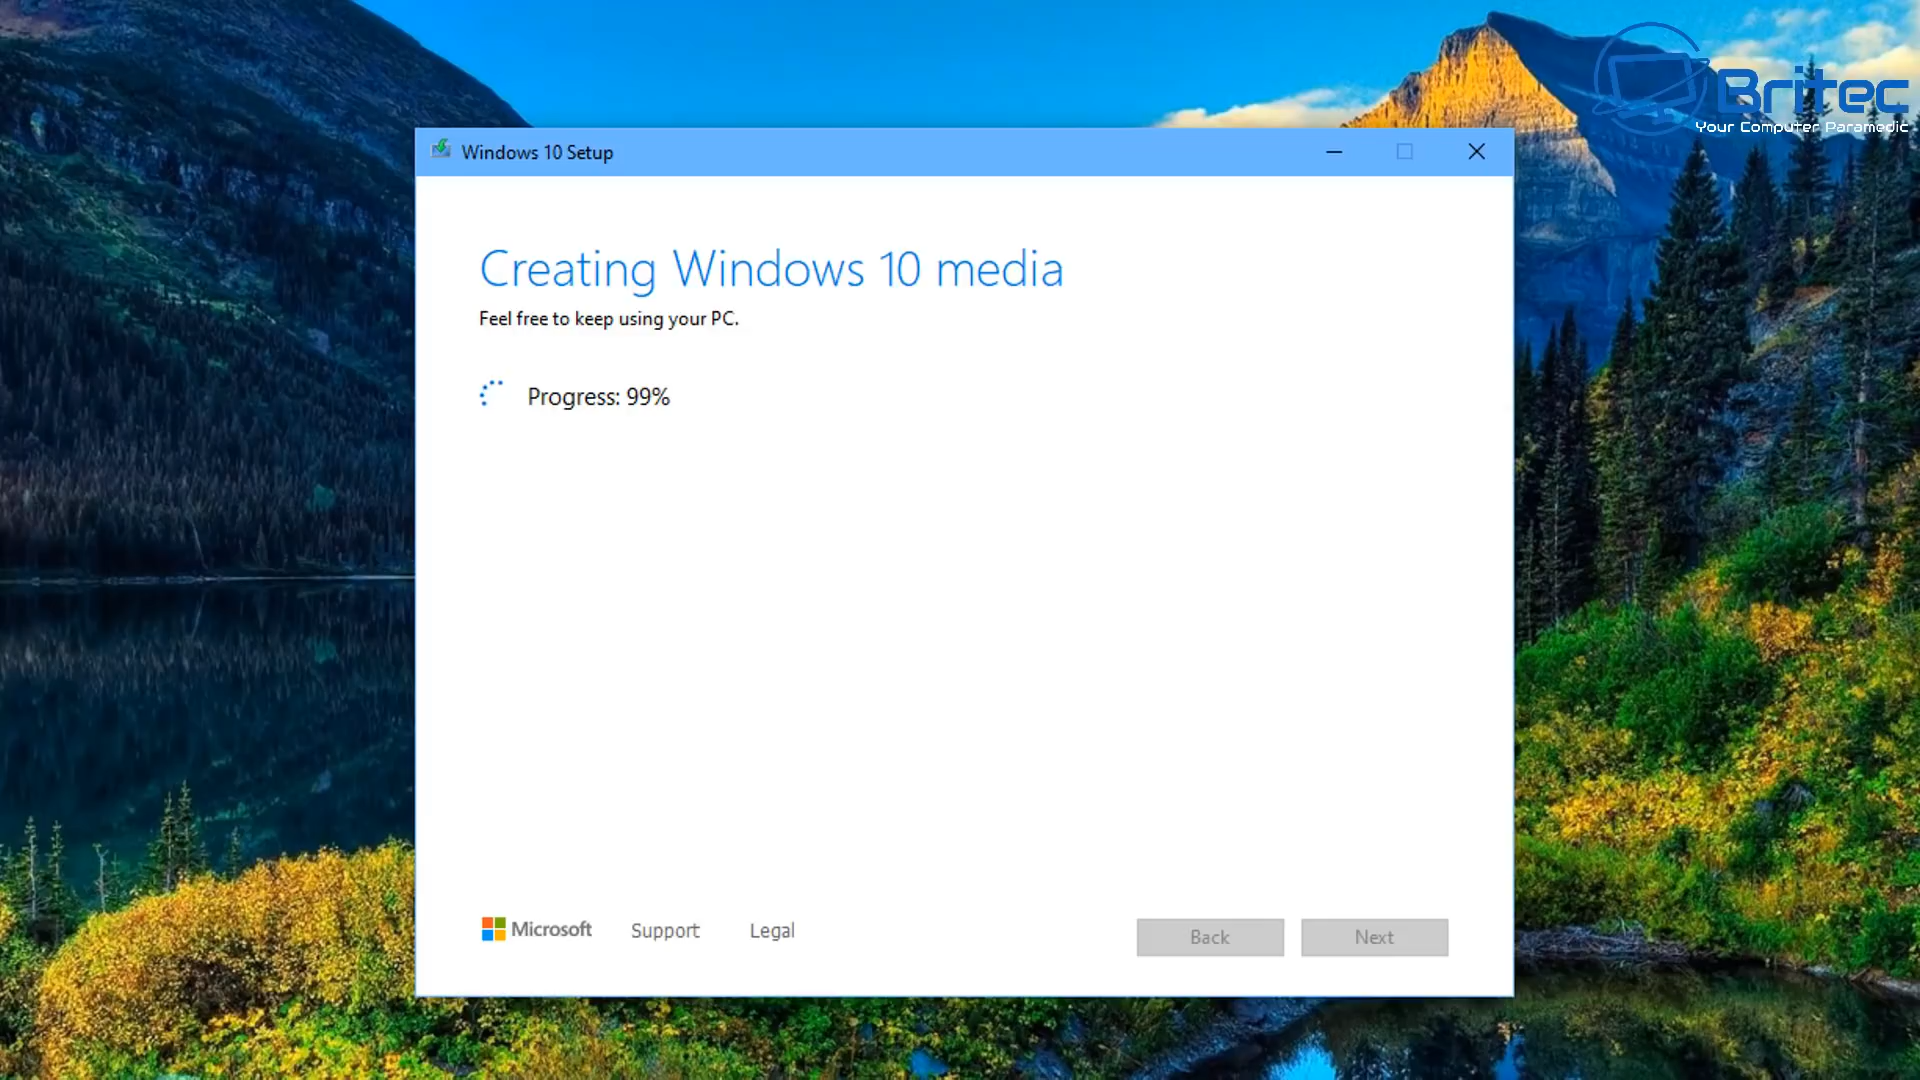 Britec
Your Computer Paramedic
Windows 10 Setup
Creating Windows 10 media
Feel free to keep using your PC.
Progress: 99%
Microsoft Support Legal Back Next